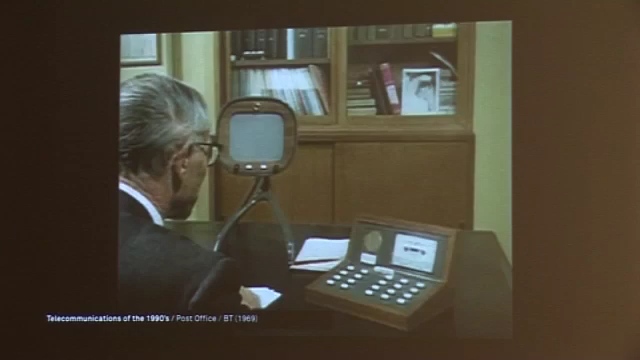 Telecommunications of the 1990's / Post Office / BT (1969)